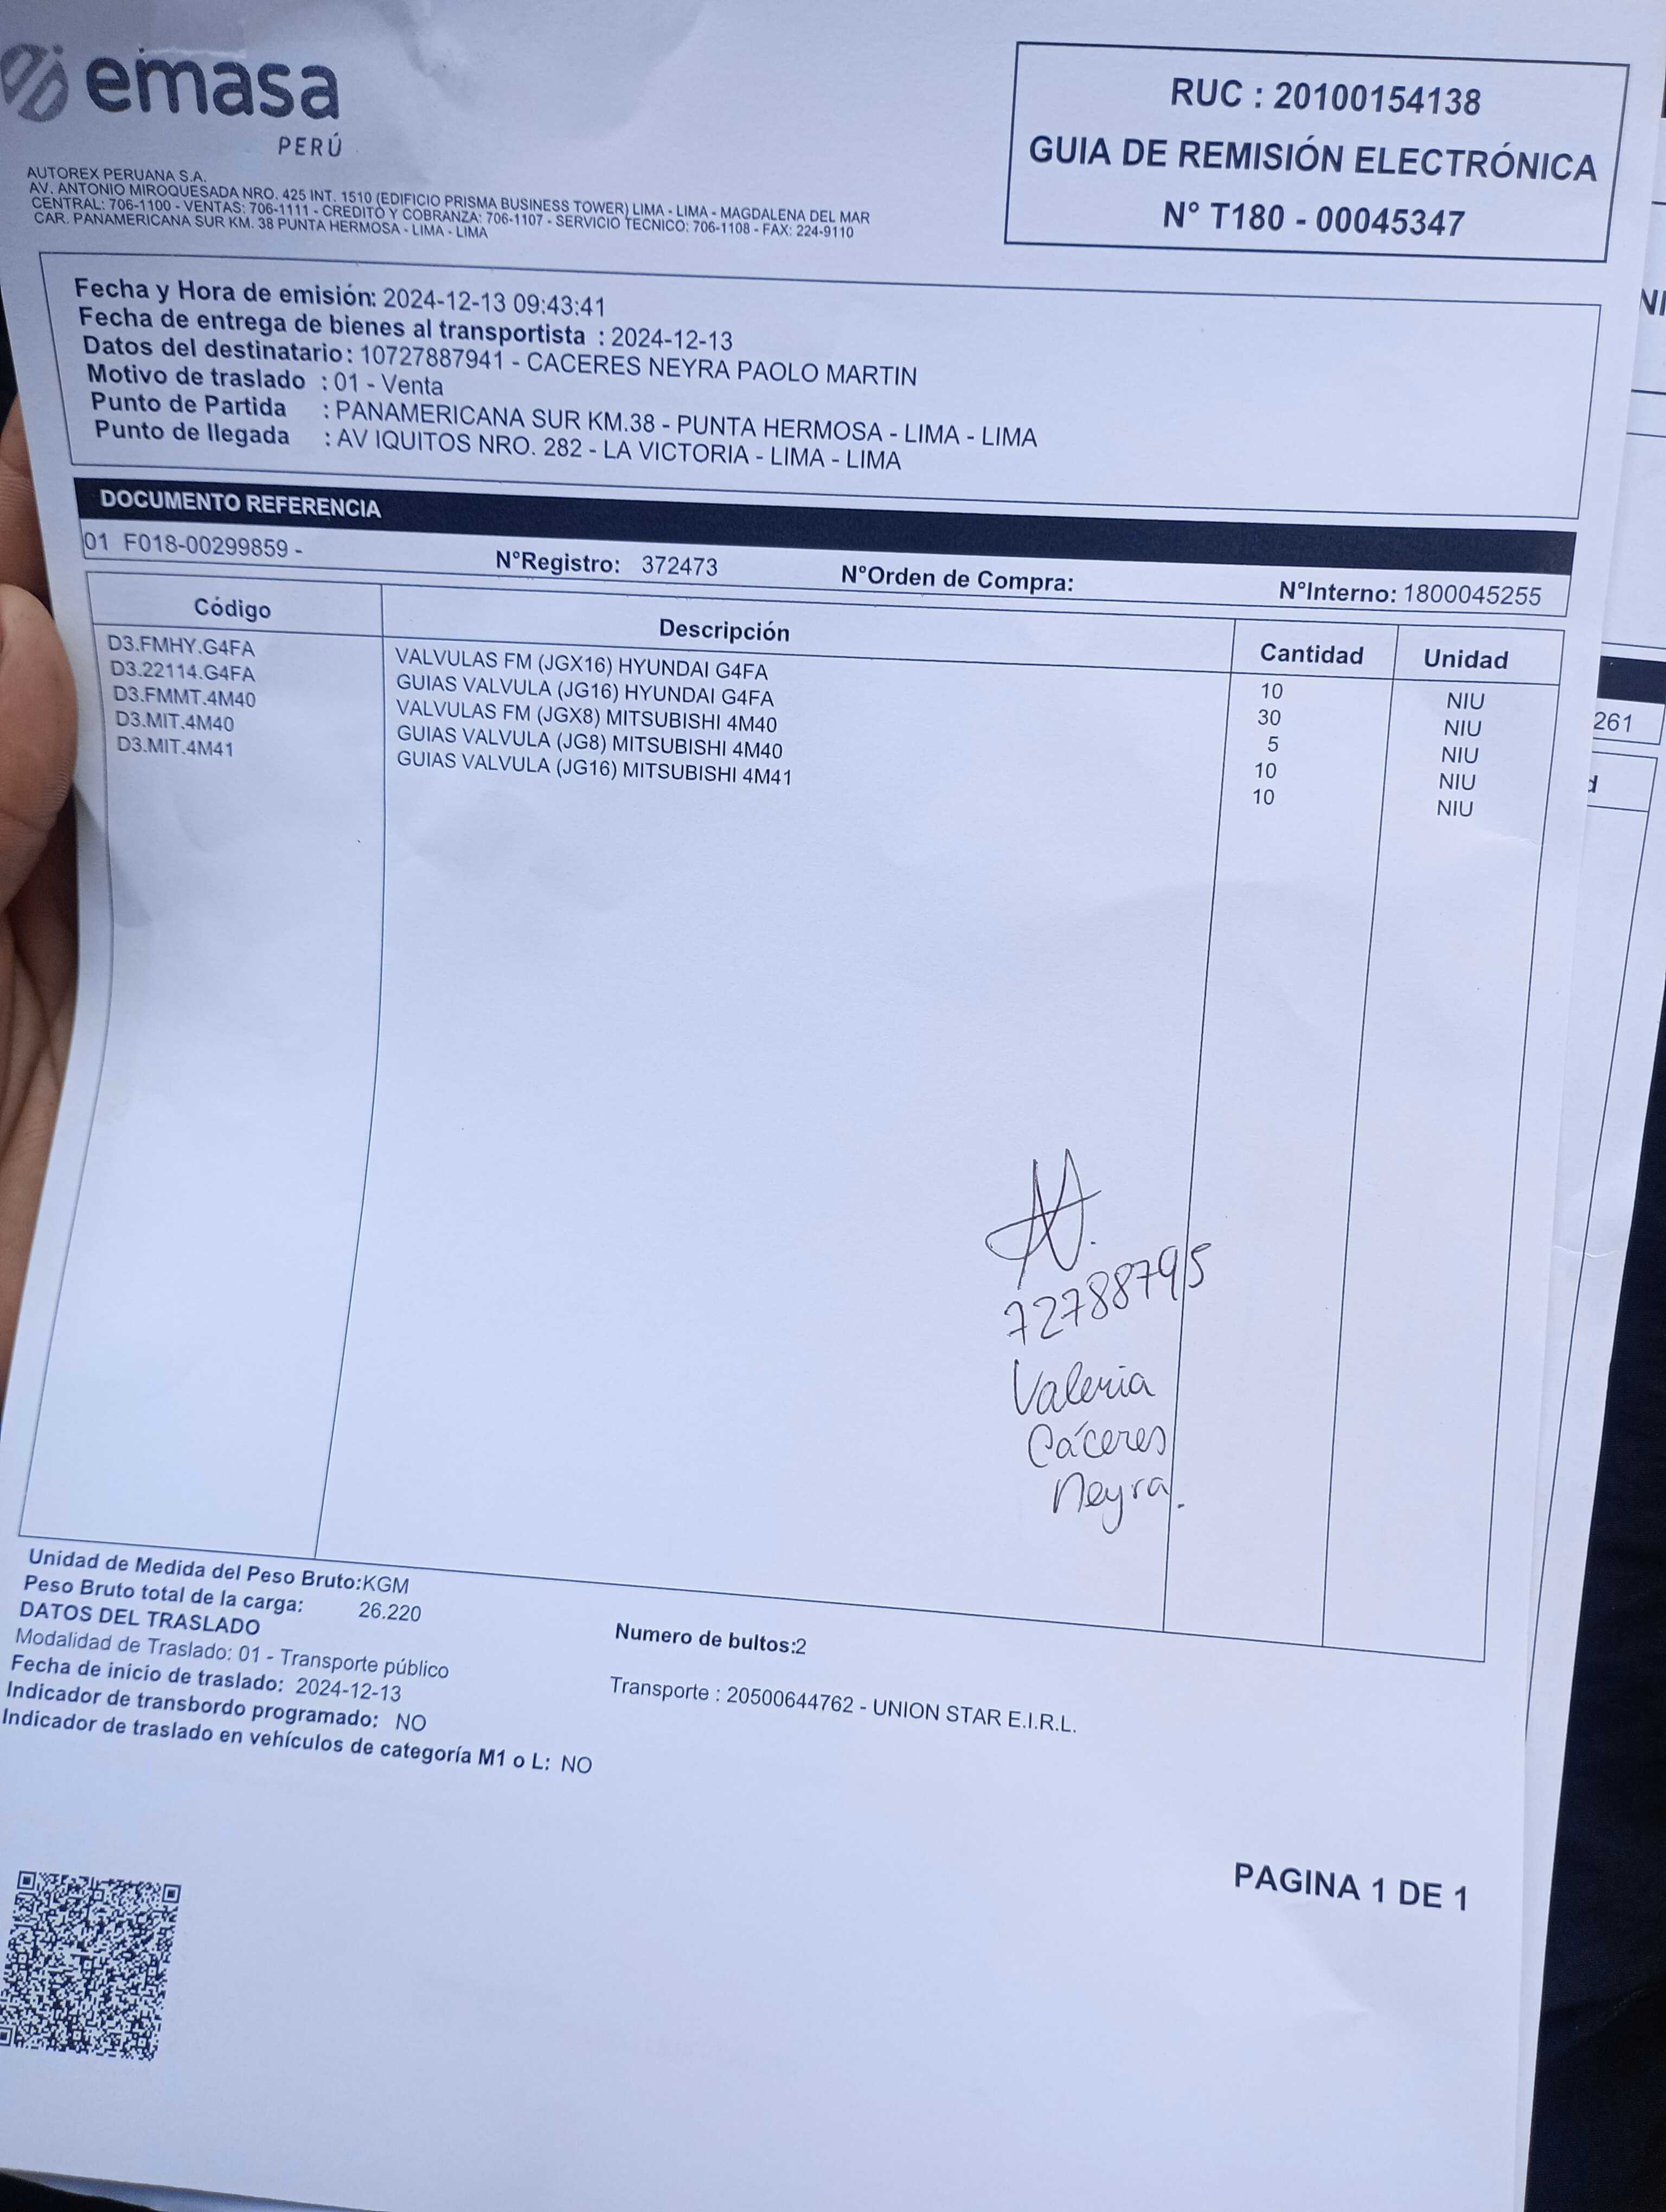 emasa
PERÚ
RUC : 20100154138
GUIA DE REMISIÓN ELECTRÓNICA
N° T180 - 00045347
AUTOREX PERUANA S.A.
AV. ANTONIO MIROQUESADA NRO. 425 INT. 1510 (EDIFICIO PRISMA BUSINESS TOWER) LIMA - LIMA - MAGDALENA DEL MAR
CENTRAL: 706-1100 - VENTAS: 706-1111 - CREDITO Y COBRANZA: 706-1107 - SERVICIO TECNICO: 706-1108 - FAX: 224-9110
CAR. PANAMERICANA SUR KM. 38 PUNTA HERMOSA - LIMA - LIMA
Fecha y Hora de emisión: 2024-12-13 09:43:41
Fecha de entrega de bienes al transportista : 2024-12-13
Datos del destinatario : 10727887941 - CACERES NEYRA PAOLO MARTIN
Motivo de traslado : 01 - Venta
Punto de Partida : PANAMERICANA SUR KM.38 - PUNTA HERMOSA - LIMA - LIMA
Punto de llegada : AV IQUITOS NRO. 282 - LA VICTORIA - LIMA - LIMA
DOCUMENTO REFERENCIA
01 F018-00299859 - N°Registro: 372473 N°Orden de Compra: N°Interno: 1800045255
Código Descripción Cantidad Unidad
D3.FMHY.G4FA VALVULAS FM (JGX16) HYUNDAI G4FA 10 NIU
D3.22114.G4FA GUIAS VALVULA (JG16) HYUNDAI G4FA 30 NIU
D3.FMMT.4M40 VALVULAS FM (JGX8) MITSUBISHI 4M40 5 NIU
D3.MIT.4M40 GUIAS VALVULA (JG8) MITSUBISHI 4M40 10 NIU
D3.MIT.4M41 GUIAS VALVULA (JG16) MITSUBISHI 4M41 10 NIU
261
72788795
Valeria
Cáceres
Neyra.
Unidad de Medida del Peso Bruto:KGM
Peso Bruto total de la carga: 26.220
Numero de bultos:2
DATOS DEL TRASLADO
Modalidad de Traslado: 01 - Transporte público
Transporte : 20500644762 - UNION STAR E.I.R.L.
Fecha de inicio de traslado: 2024-12-13
Indicador de transbordo programado: NO
Indicador de traslado en vehículos de categoría M1 o L: NO
PAGINA 1 DE 1